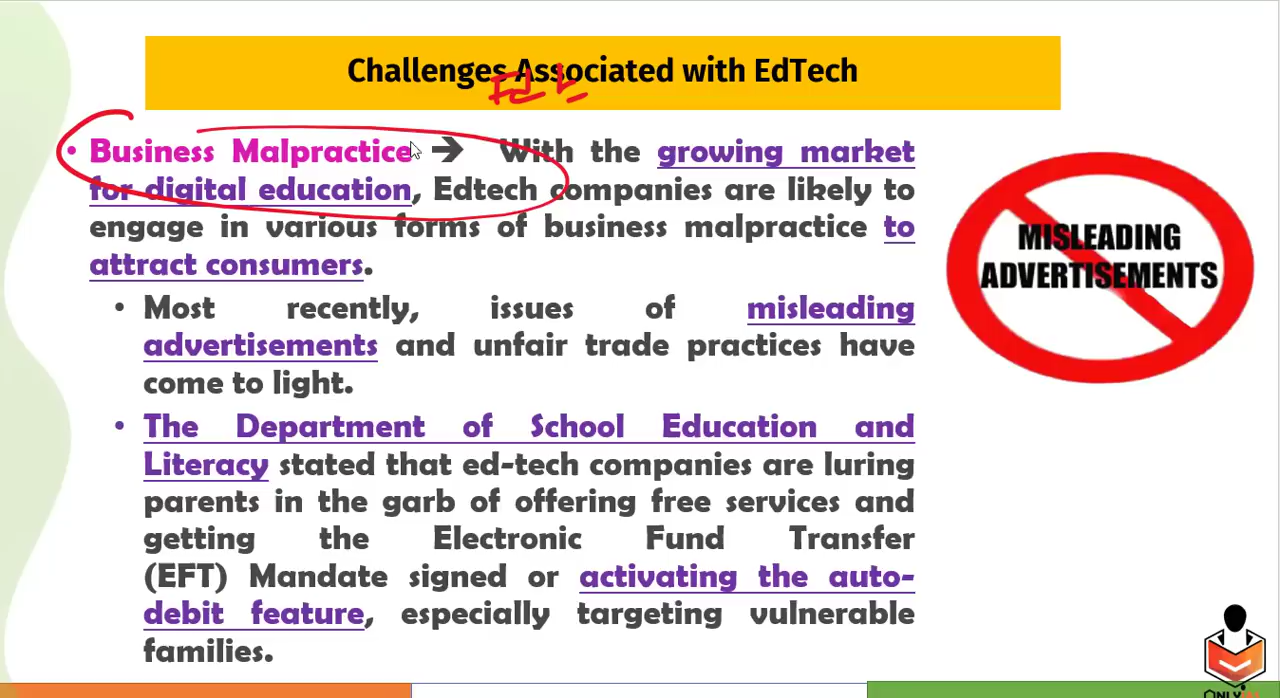 Challenges Associated with EdTech
• Business Malpractice → With the growing market
for digital education, Edtech companies are likely to
engage in various forms of business malpractice to
attract consumers.
• Most recently, issues of misleading
advertisements and unfair trade practices have
come to light.
• The Department of School Education and
Literacy stated that ed-tech companies are luring
parents in the garb of offering free services and
getting the Electronic Fund Transfer
(EFT) Mandate signed or activating the auto-
debit feature, especially targeting vulnerable
families.
MISLEADING
ADVERTISEMENTS